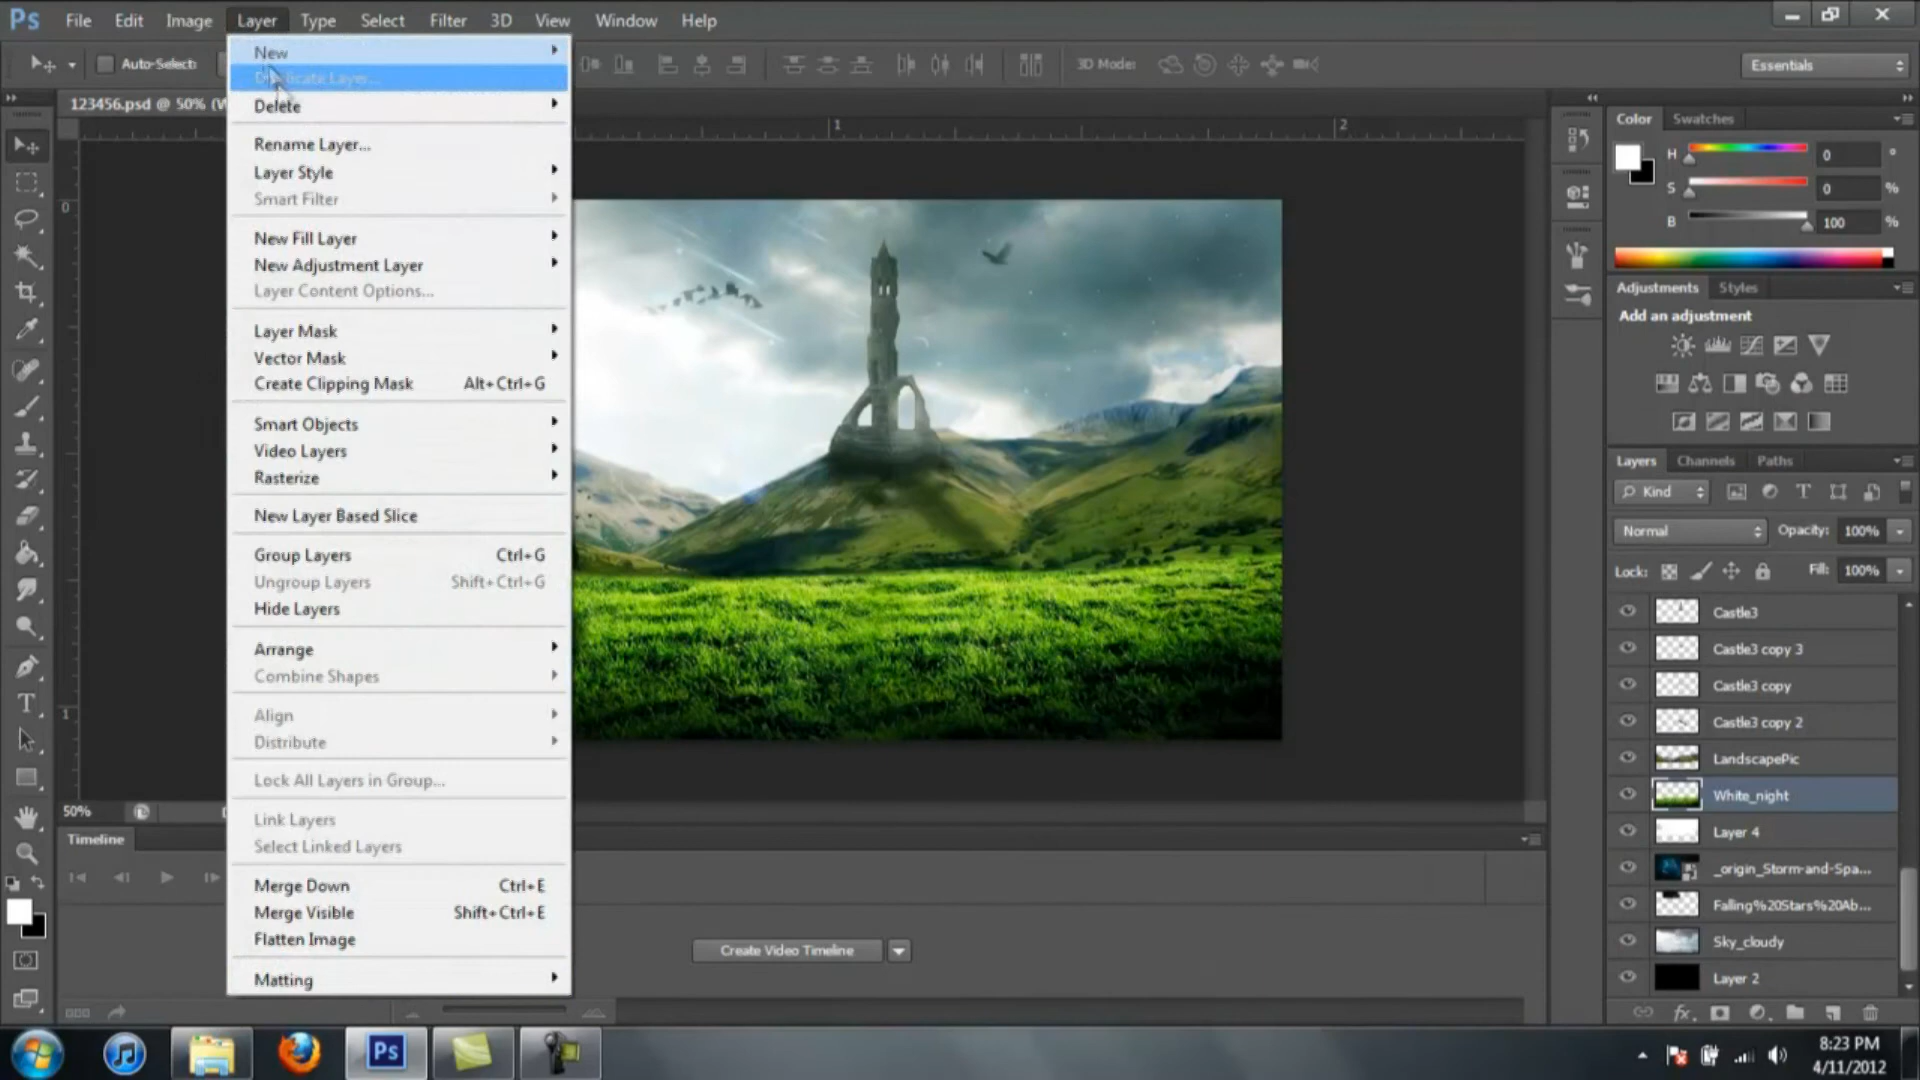 Ps File Edit Image Layer Type Select Filter 3D View Window Help
Auto-Select: 3D Mode: Essentials
123456.psd @ 50% (W
New
Duplicate Layer...
Delete
Rename Layer...
Layer Style
Smart Filter
New Fill Layer
New Adjustment Layer
Layer Content Options...
Layer Mask
Vector Mask
Create Clipping Mask Alt+Ctrl+G
Smart Objects
Video Layers
Rasterize
New Layer Based Slice
Group Layers Ctrl+G
Ungroup Layers Shift+Ctrl+G
Hide Layers
Arrange
Combine Shapes
Align
Distribute
Lock All Layers in Group...
Link Layers
Select Linked Layers
Merge Down Ctrl+E
Merge Visible Shift+Ctrl+E
Flatten Image
Matting
1 2
0
1
50%
Timeline
Create Video Timeline
Color Swatches
H 0 °
S 0 %
B 100 %
Adjustments Styles
Add an adjustment
Layers Channels Paths
Kind
Normal Opacity: 100%
Lock: Fill: 100%
Castle3
Castle3 copy 3
Castle3 copy
Castle3 copy 2
LandscapePic
White_night
Layer 4
_origin_Storm-and-Spa...
Falling%20Stars%20Ab...
Sky_cloudy
Layer 2
fx
Ps
8:23 PM
4/11/2012